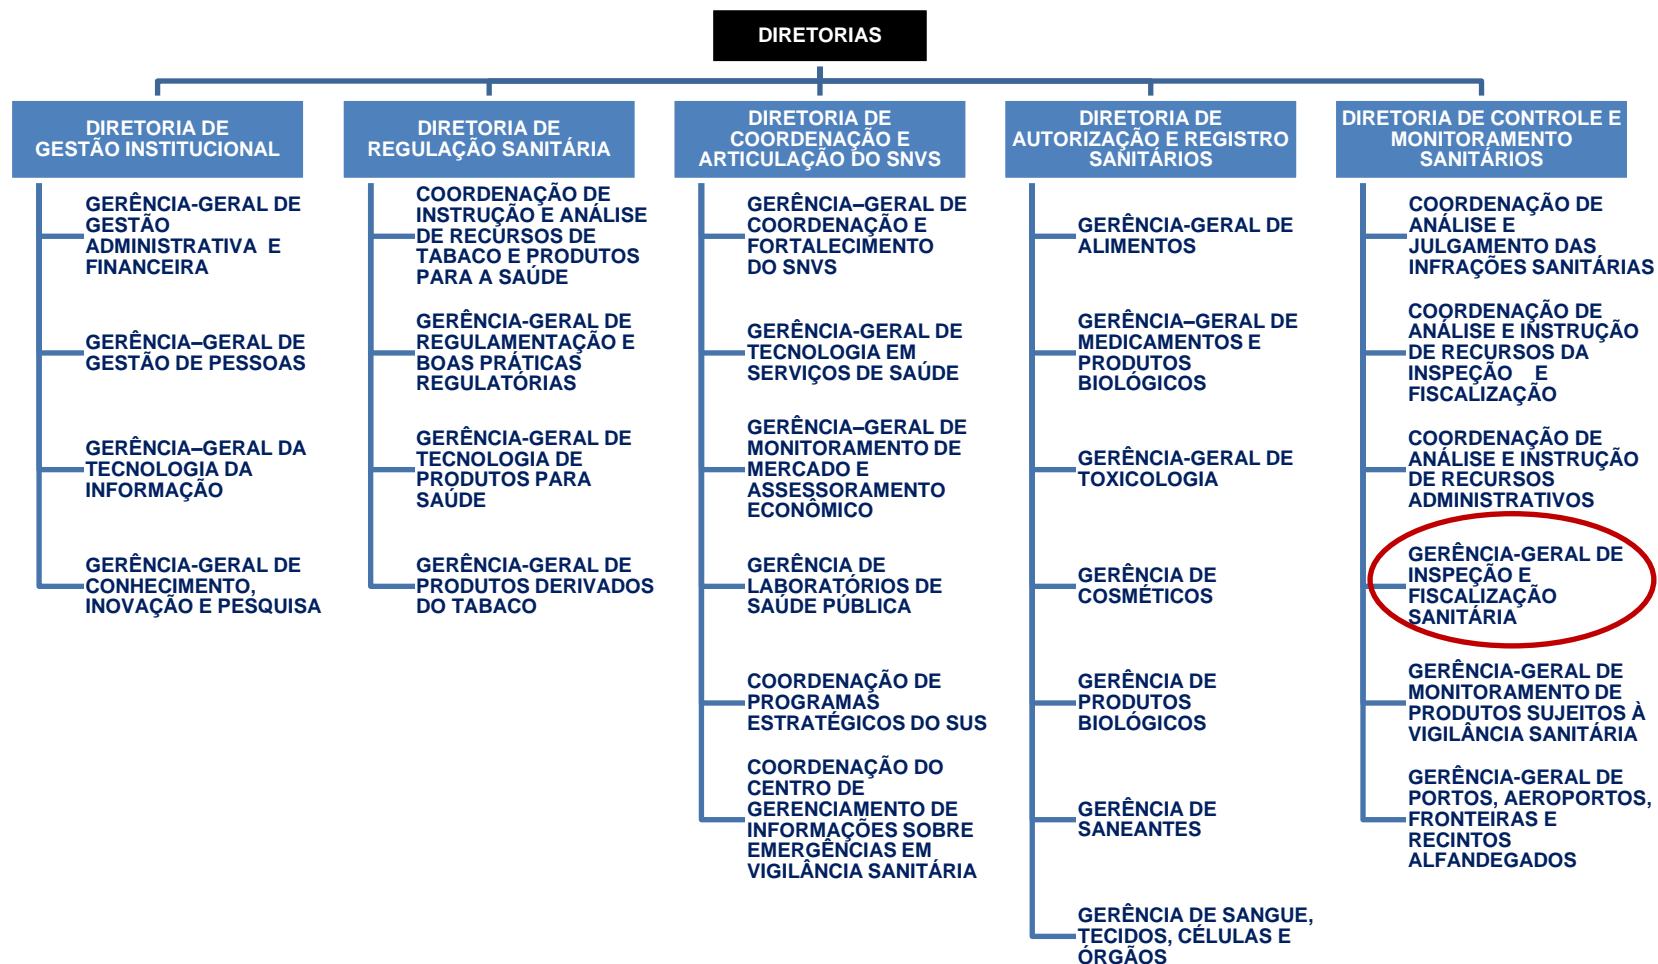 DIRETORIAS
DIRETORIA DE
GESTÃO INSTITUCIONAL
GERÊNCIA-GERAL DE
GESTÃO
ADMINISTRATIVA E
FINANCEIRA
GERÊNCIA–GERAL DE
GESTÃO DE PESSOAS
GERÊNCIA–GERAL DA
TECNOLOGIA DA
INFORMAÇÃO
GERÊNCIA-GERAL DE
CONHECIMENTO,
INOVAÇÃO E PESQUISA
DIRETORIA DE
REGULAÇÃO SANITÁRIA
COORDENAÇÃO DE
INSTRUÇÃO E ANÁLISE
DE RECURSOS DE
TABACO E PRODUTOS
PARA A SAÚDE
GERÊNCIA-GERAL DE
REGULAMENTAÇÃO E
BOAS PRÁTICAS
REGULATÓRIAS
GERÊNCIA-GERAL DE
TECNOLOGIA DE
PRODUTOS PARA
SAÚDE
GERÊNCIA-GERAL DE
PRODUTOS DERIVADOS
DO TABACO
DIRETORIA DE
COORDENAÇÃO E
ARTICULAÇÃO DO SNVS
GERÊNCIA–GERAL DE
COORDENAÇÃO E
FORTALECIMENTO
DO SNVS
GERÊNCIA-GERAL DE
TECNOLOGIA EM
SERVIÇOS DE SAÚDE
GERÊNCIA–GERAL DE
MONITORAMENTO DE
MERCADO E
ASSESSORAMENTO
ECONÔMICO
GERÊNCIA DE
LABORATÓRIOS DE
SAÚDE PÚBLICA
COORDENAÇÃO DE
PROGRAMAS
ESTRATÉGICOS DO SUS
COORDENAÇÃO DO
CENTRO DE
GERENCIAMENTO DE
INFORMAÇÕES SOBRE
EMERGÊNCIAS EM
VIGILÂNCIA SANITÁRIA
DIRETORIA DE
AUTORIZAÇÃO E REGISTRO
SANITÁRIOS
GERÊNCIA-GERAL DE
ALIMENTOS
GERÊNCIA–GERAL DE
MEDICAMENTOS E
PRODUTOS
BIOLÓGICOS
GERÊNCIA-GERAL DE
TOXICOLOGIA
GERÊNCIA DE
COSMÉTICOS
GERÊNCIA DE
PRODUTOS
BIOLÓGICOS
GERÊNCIA DE
SANEANTES
GERÊNCIA DE SANGUE,
TECIDOS, CÉLULAS E
ÓRGÃOS
DIRETORIA DE CONTROLE E
MONITORAMENTO
SANITÁRIOS
COORDENAÇÃO DE
ANÁLISE E
JULGAMENTO DAS
INFRAÇÕES SANITÁRIAS
COORDENAÇÃO DE
ANÁLISE E INSTRUÇÃO
DE RECURSOS DA
INSPEÇÃO E
FISCALIZAÇÃO
COORDENAÇÃO DE
ANÁLISE E INSTRUÇÃO
DE RECURSOS
ADMINISTRATIVOS
GERÊNCIA-GERAL DE
INSPEÇÃO E
FISCALIZAÇÃO
SANITÁRIA
GERÊNCIA-GERAL DE
MONITORAMENTO DE
PRODUTOS SUJEITOS À
VIGILÂNCIA SANITÁRIA
GERÊNCIA-GERAL DE
PORTOS, AEROPORTOS,
FRONTEIRAS E
RECINTOS
ALFANDEGADOS